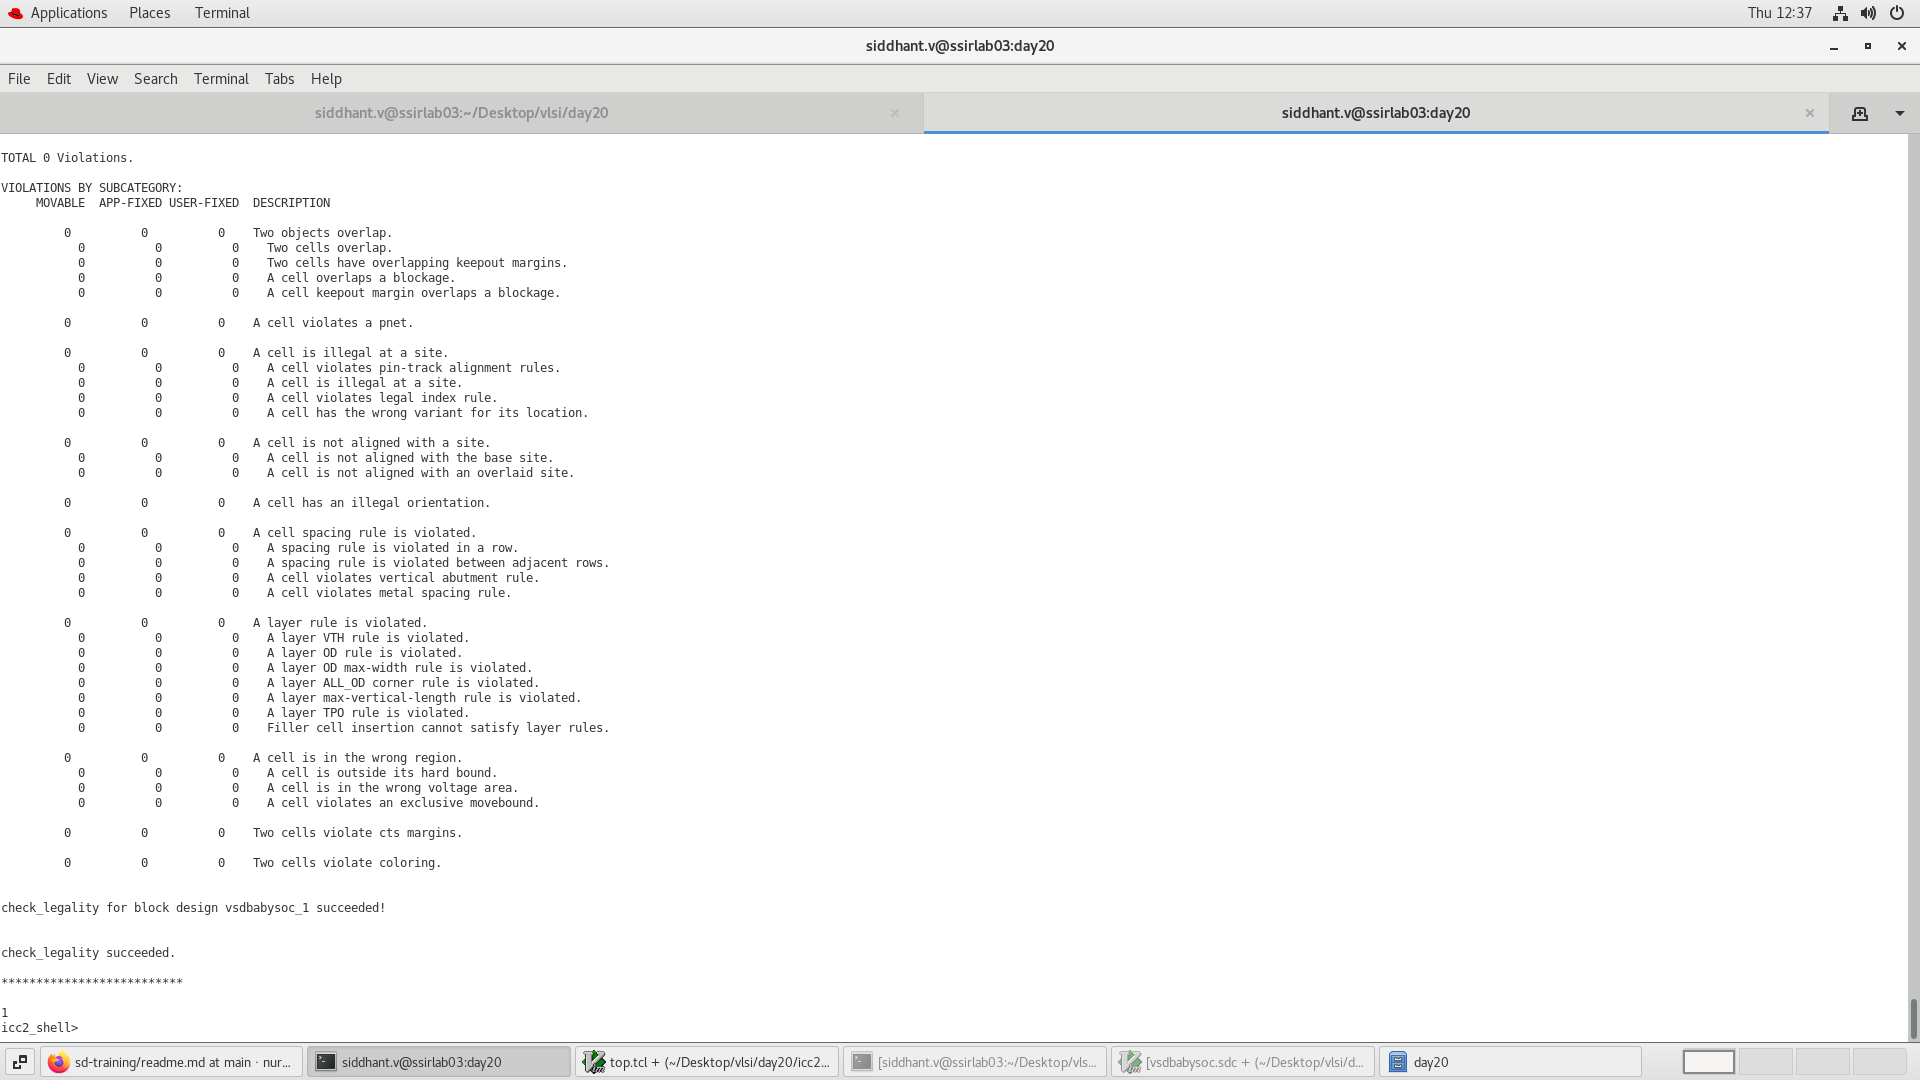 Applications Places Terminal Thu 12:37
siddhant.v@ssirlab03:day20
File Edit View Search Terminal Tabs Help
siddhant.v@ssirlab03:~/Desktop/vlsi/day20 × siddhant.v@ssirlab03:day20 ×
TOTAL 0 Violations.
VIOLATIONS BY SUBCATEGORY:
MOVABLE APP-FIXED USER-FIXED DESCRIPTION
0 0 0 Two objects overlap.
0 0 0 Two cells overlap.
0 0 0 Two cells have overlapping keepout margins.
0 0 0 A cell overlaps a blockage.
0 0 0 A cell keepout margin overlaps a blockage.
0 0 0 A cell violates a pnet.
0 0 0 A cell is illegal at a site.
0 0 0 A cell violates pin-track alignment rules.
0 0 0 A cell is illegal at a site.
0 0 0 A cell violates legal index rule.
0 0 0 A cell has the wrong variant for its location.
0 0 0 A cell is not aligned with a site.
0 0 0 A cell is not aligned with the base site.
0 0 0 A cell is not aligned with an overlaid site.
0 0 0 A cell has an illegal orientation.
0 0 0 A cell spacing rule is violated.
0 0 0 A spacing rule is violated in a row.
0 0 0 A spacing rule is violated between adjacent rows.
0 0 0 A cell violates vertical abutment rule.
0 0 0 A cell violates metal spacing rule.
0 0 0 A layer rule is violated.
0 0 0 A layer VTH rule is violated.
0 0 0 A layer OD rule is violated.
0 0 0 A layer OD max-width rule is violated.
0 0 0 A layer ALL_OD corner rule is violated.
0 0 0 A layer max-vertical-length rule is violated.
0 0 0 A layer TPO rule is violated.
0 0 0 Filler cell insertion cannot satisfy layer rules.
0 0 0 A cell is in the wrong region.
0 0 0 A cell is outside its hard bound.
0 0 0 A cell is in the wrong voltage area.
0 0 0 A cell violates an exclusive movebound.
0 0 0 Two cells violate cts margins.
0 0 0 Two cells violate coloring.
check_legality for block design vsdbabysoc_1 succeeded!
check_legality succeeded.
**************************
1
icc2_shell>
sd-training/readme.md at main · nur... siddhant.v@ssirlab03:day20 top.tcl + (~/Desktop/vlsi/day20/icc2... [siddhant.v@ssirlab03:~/Desktop/vls... [vsdbabysoc.sdc + (~/Desktop/vlsi/d... day20